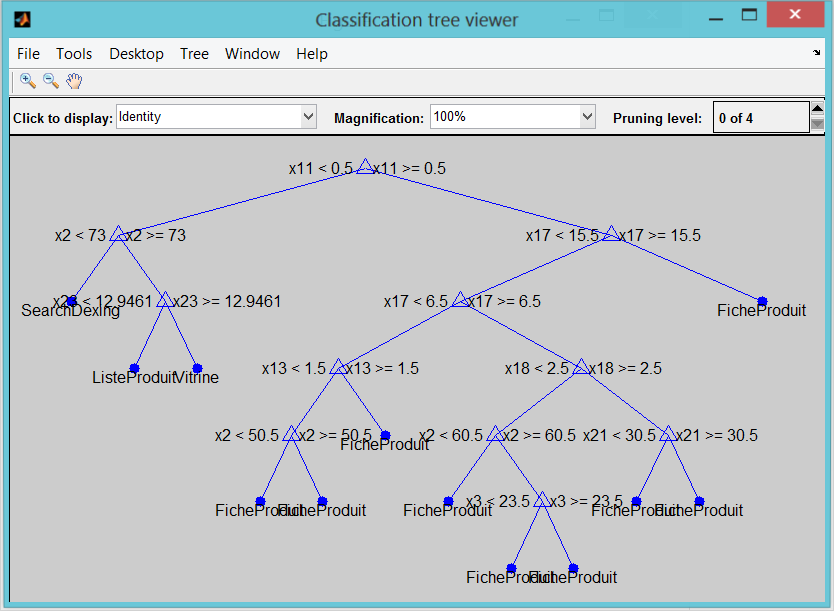 Classification tree viewer
File Tools Desktop Tree Window Help
Click to display: Identity Magnification: 100% Pruning level: 0 of 4
x11 < 0.5 x11 >= 0.5
x2 < 73 x2 >= 73 x17 < 15.5 x17 >= 15.5
x23 < 12.9461 x23 >= 12.9461 x17 < 6.5 x17 >= 6.5
SearchDexing FicheProduit
x13 < 1.5 x13 >= 1.5 x18 < 2.5 x18 >= 2.5
ListeProduit Vitrine
x2 < 50.5 x2 >= 50.5 x2 < 60.5 x2 >= 60.5 x21 < 30.5 x21 >= 30.5
FicheProduit
x3 < 23.5 x3 >= 23.5
FicheProduit FicheProduit FicheProduit FicheProduit FicheProduit
FicheProduit FicheProduit